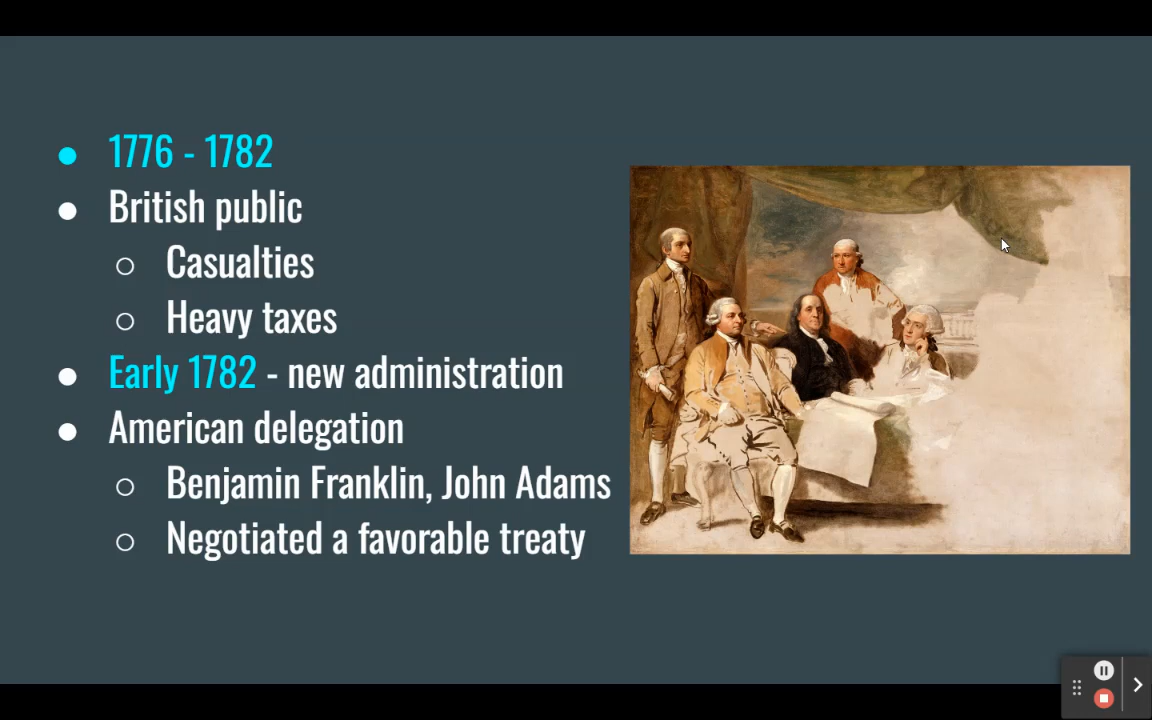 ● 1776 - 1782
● British public
○ Casualties
○ Heavy taxes
● Early 1782 - new administration
● American delegation
○ Benjamin Franklin, John Adams
○ Negotiated a favorable treaty